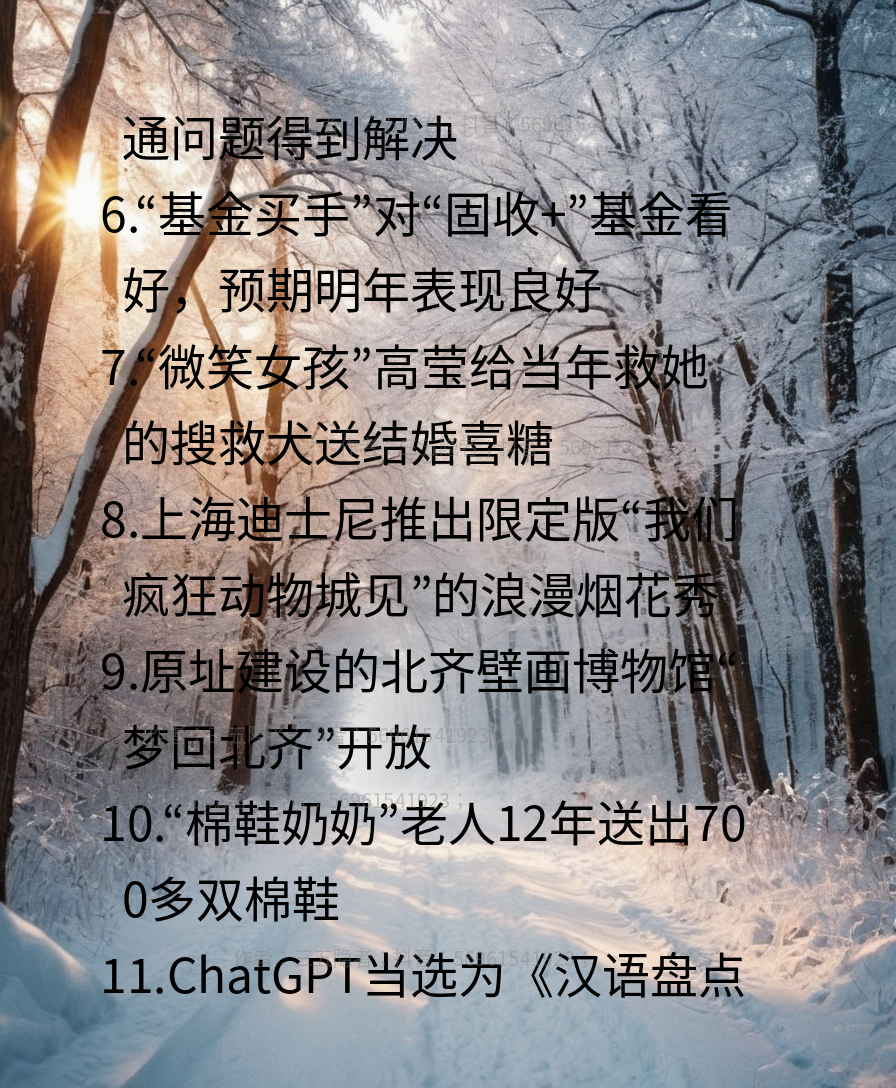 通问题得到解决
6.“基金买手”对“固收+”基金看
好，预期明年表现良好
7.“微笑女孩”高莹给当年救她
的搜救犬送结婚喜糖
8.上海迪士尼推出限定版“我们
疯狂动物城见”的浪漫烟花秀
9.原址建设的北齐壁画博物馆“
梦回北齐”开放
10.“棉鞋奶奶”老人12年送出70
0多双棉鞋
11.ChatGPT当选为《汉语盘点